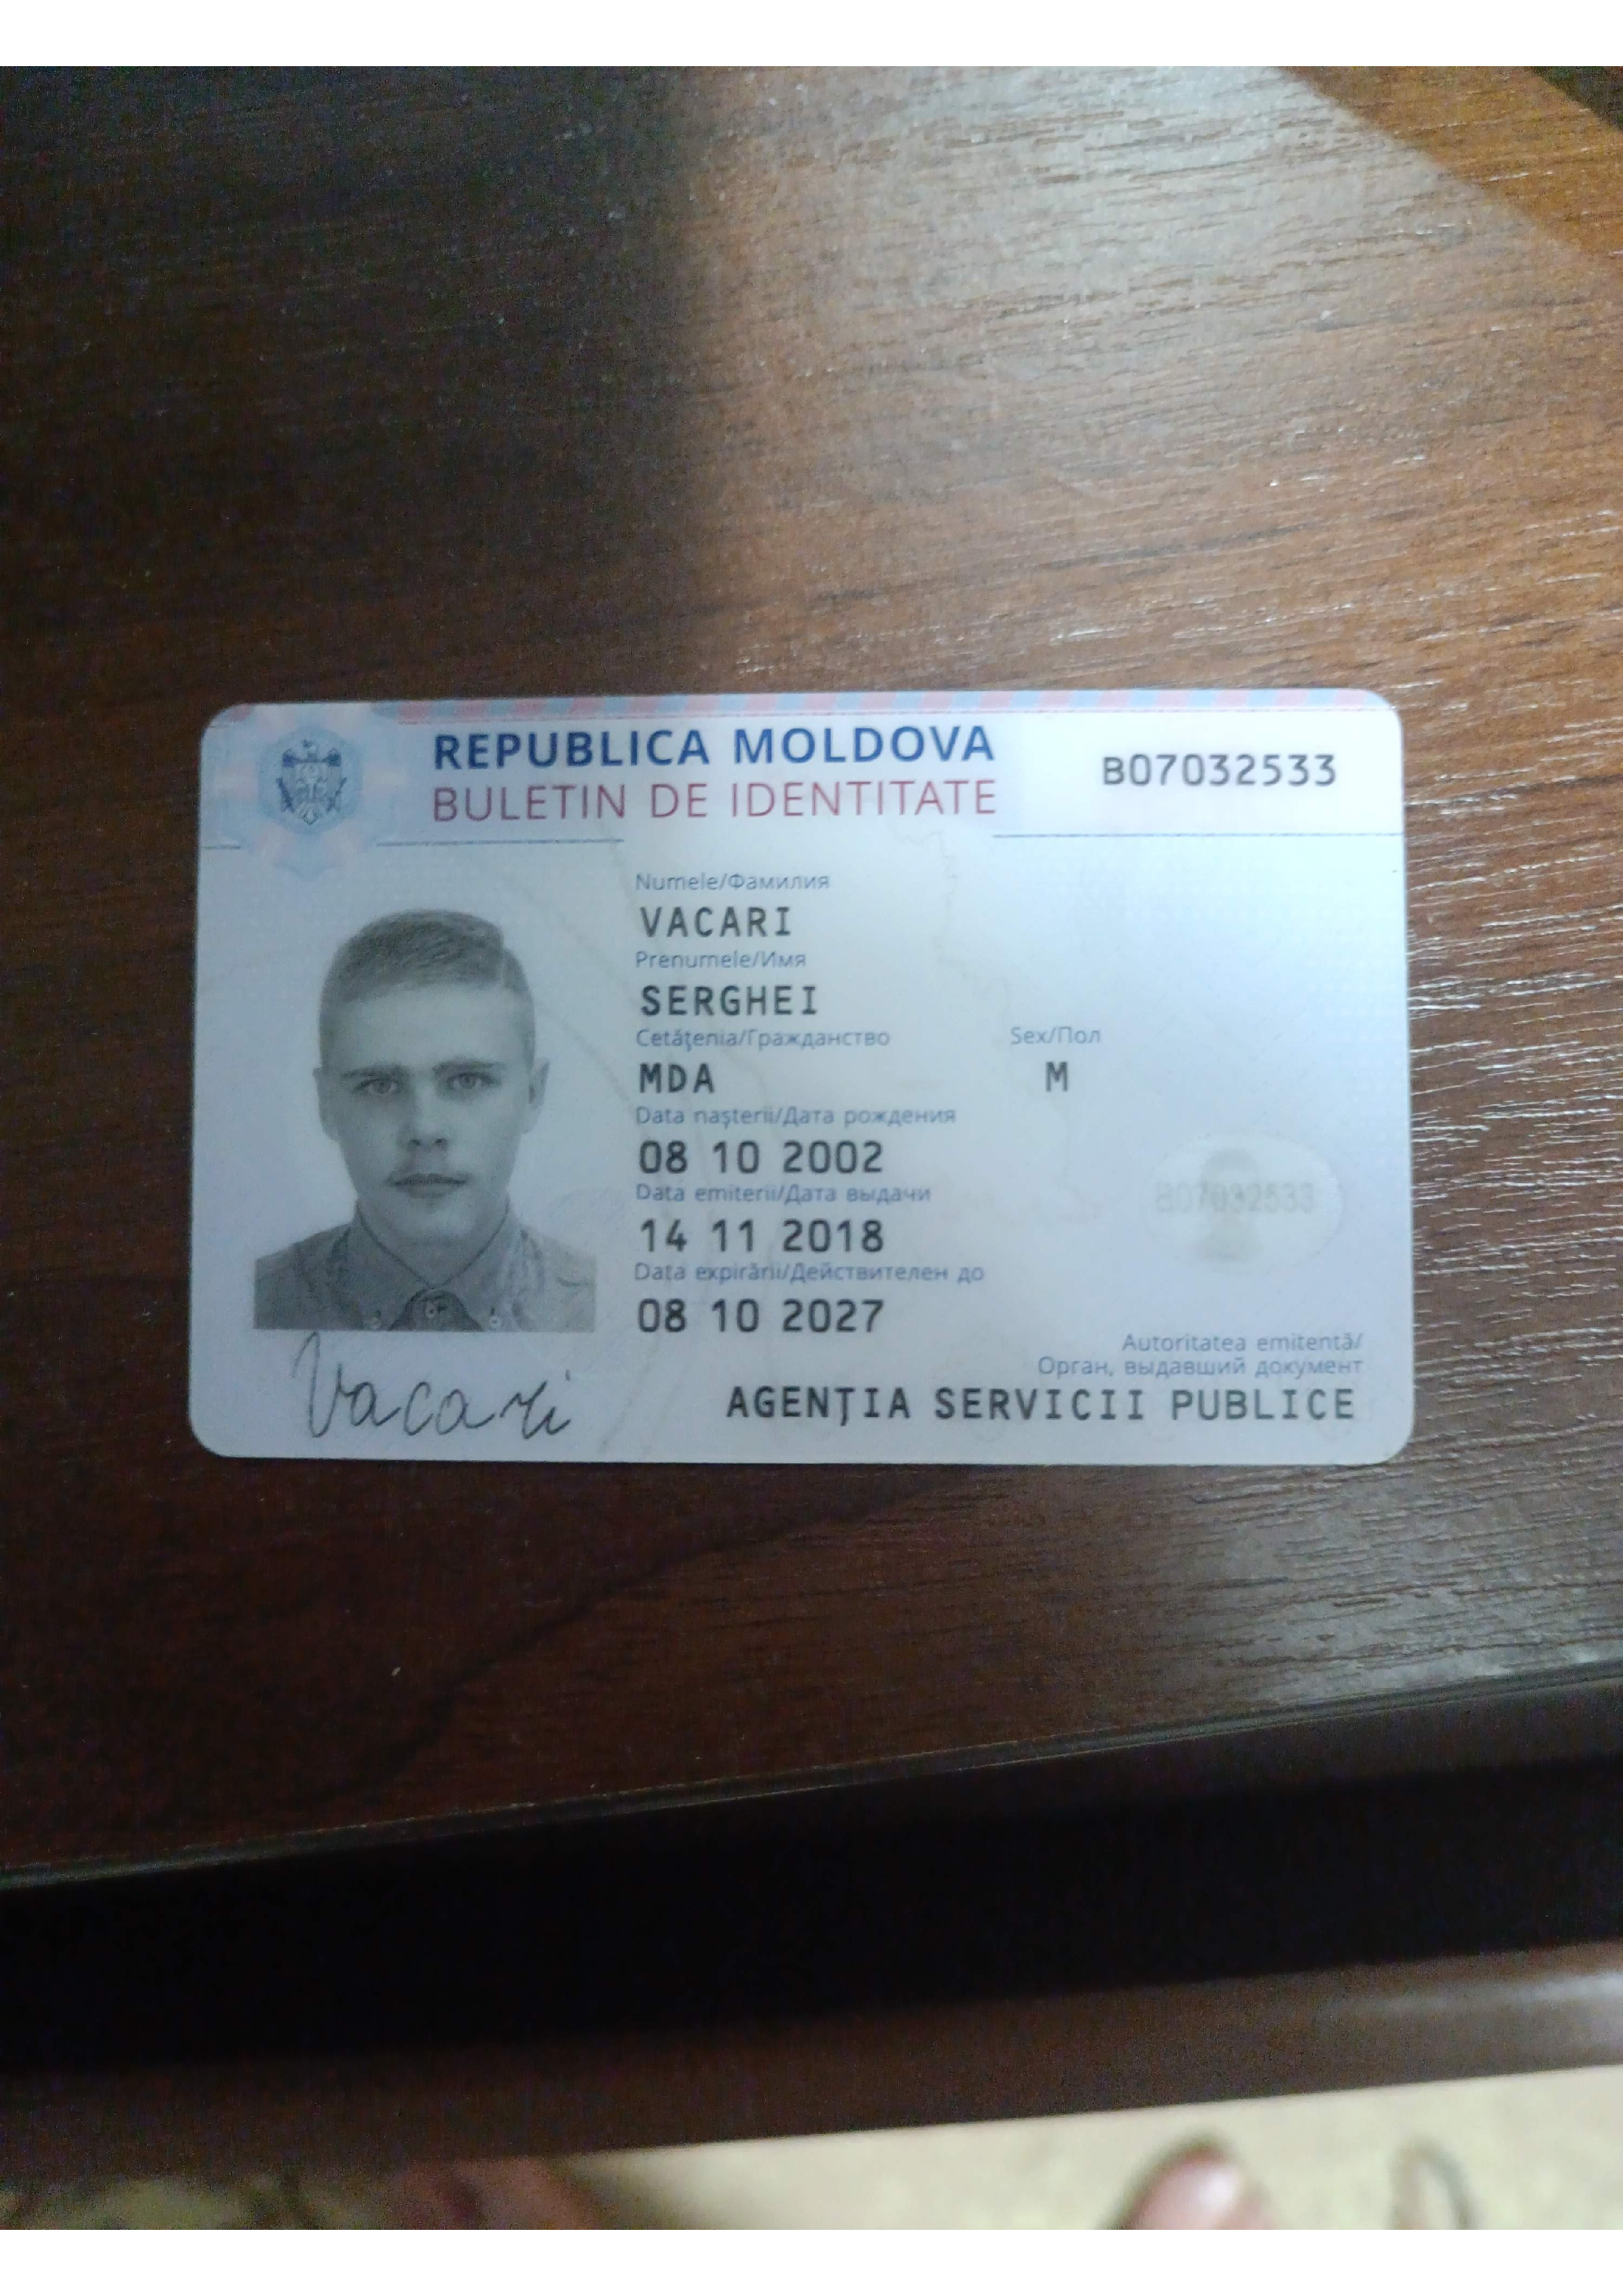 REPUBLICA MOLDOVA
BULETIN DE IDENTITATE
B07032533
Numele/Фамилия
VACARI
Prenumele/Имя
SERGHEI
Cetăţenia/Гражданство
Sex/Пол
MDA
M
Data naşterii/Дата рождения
08 10 2002
Data emiterii/Дата выдачи
14 11 2018
B07032533
Data expirării/Действителен до
08 10 2027
Autoritatea emitentă/
Орган, выдавший документ
AGENŢIA SERVICII PUBLICE
Vacari